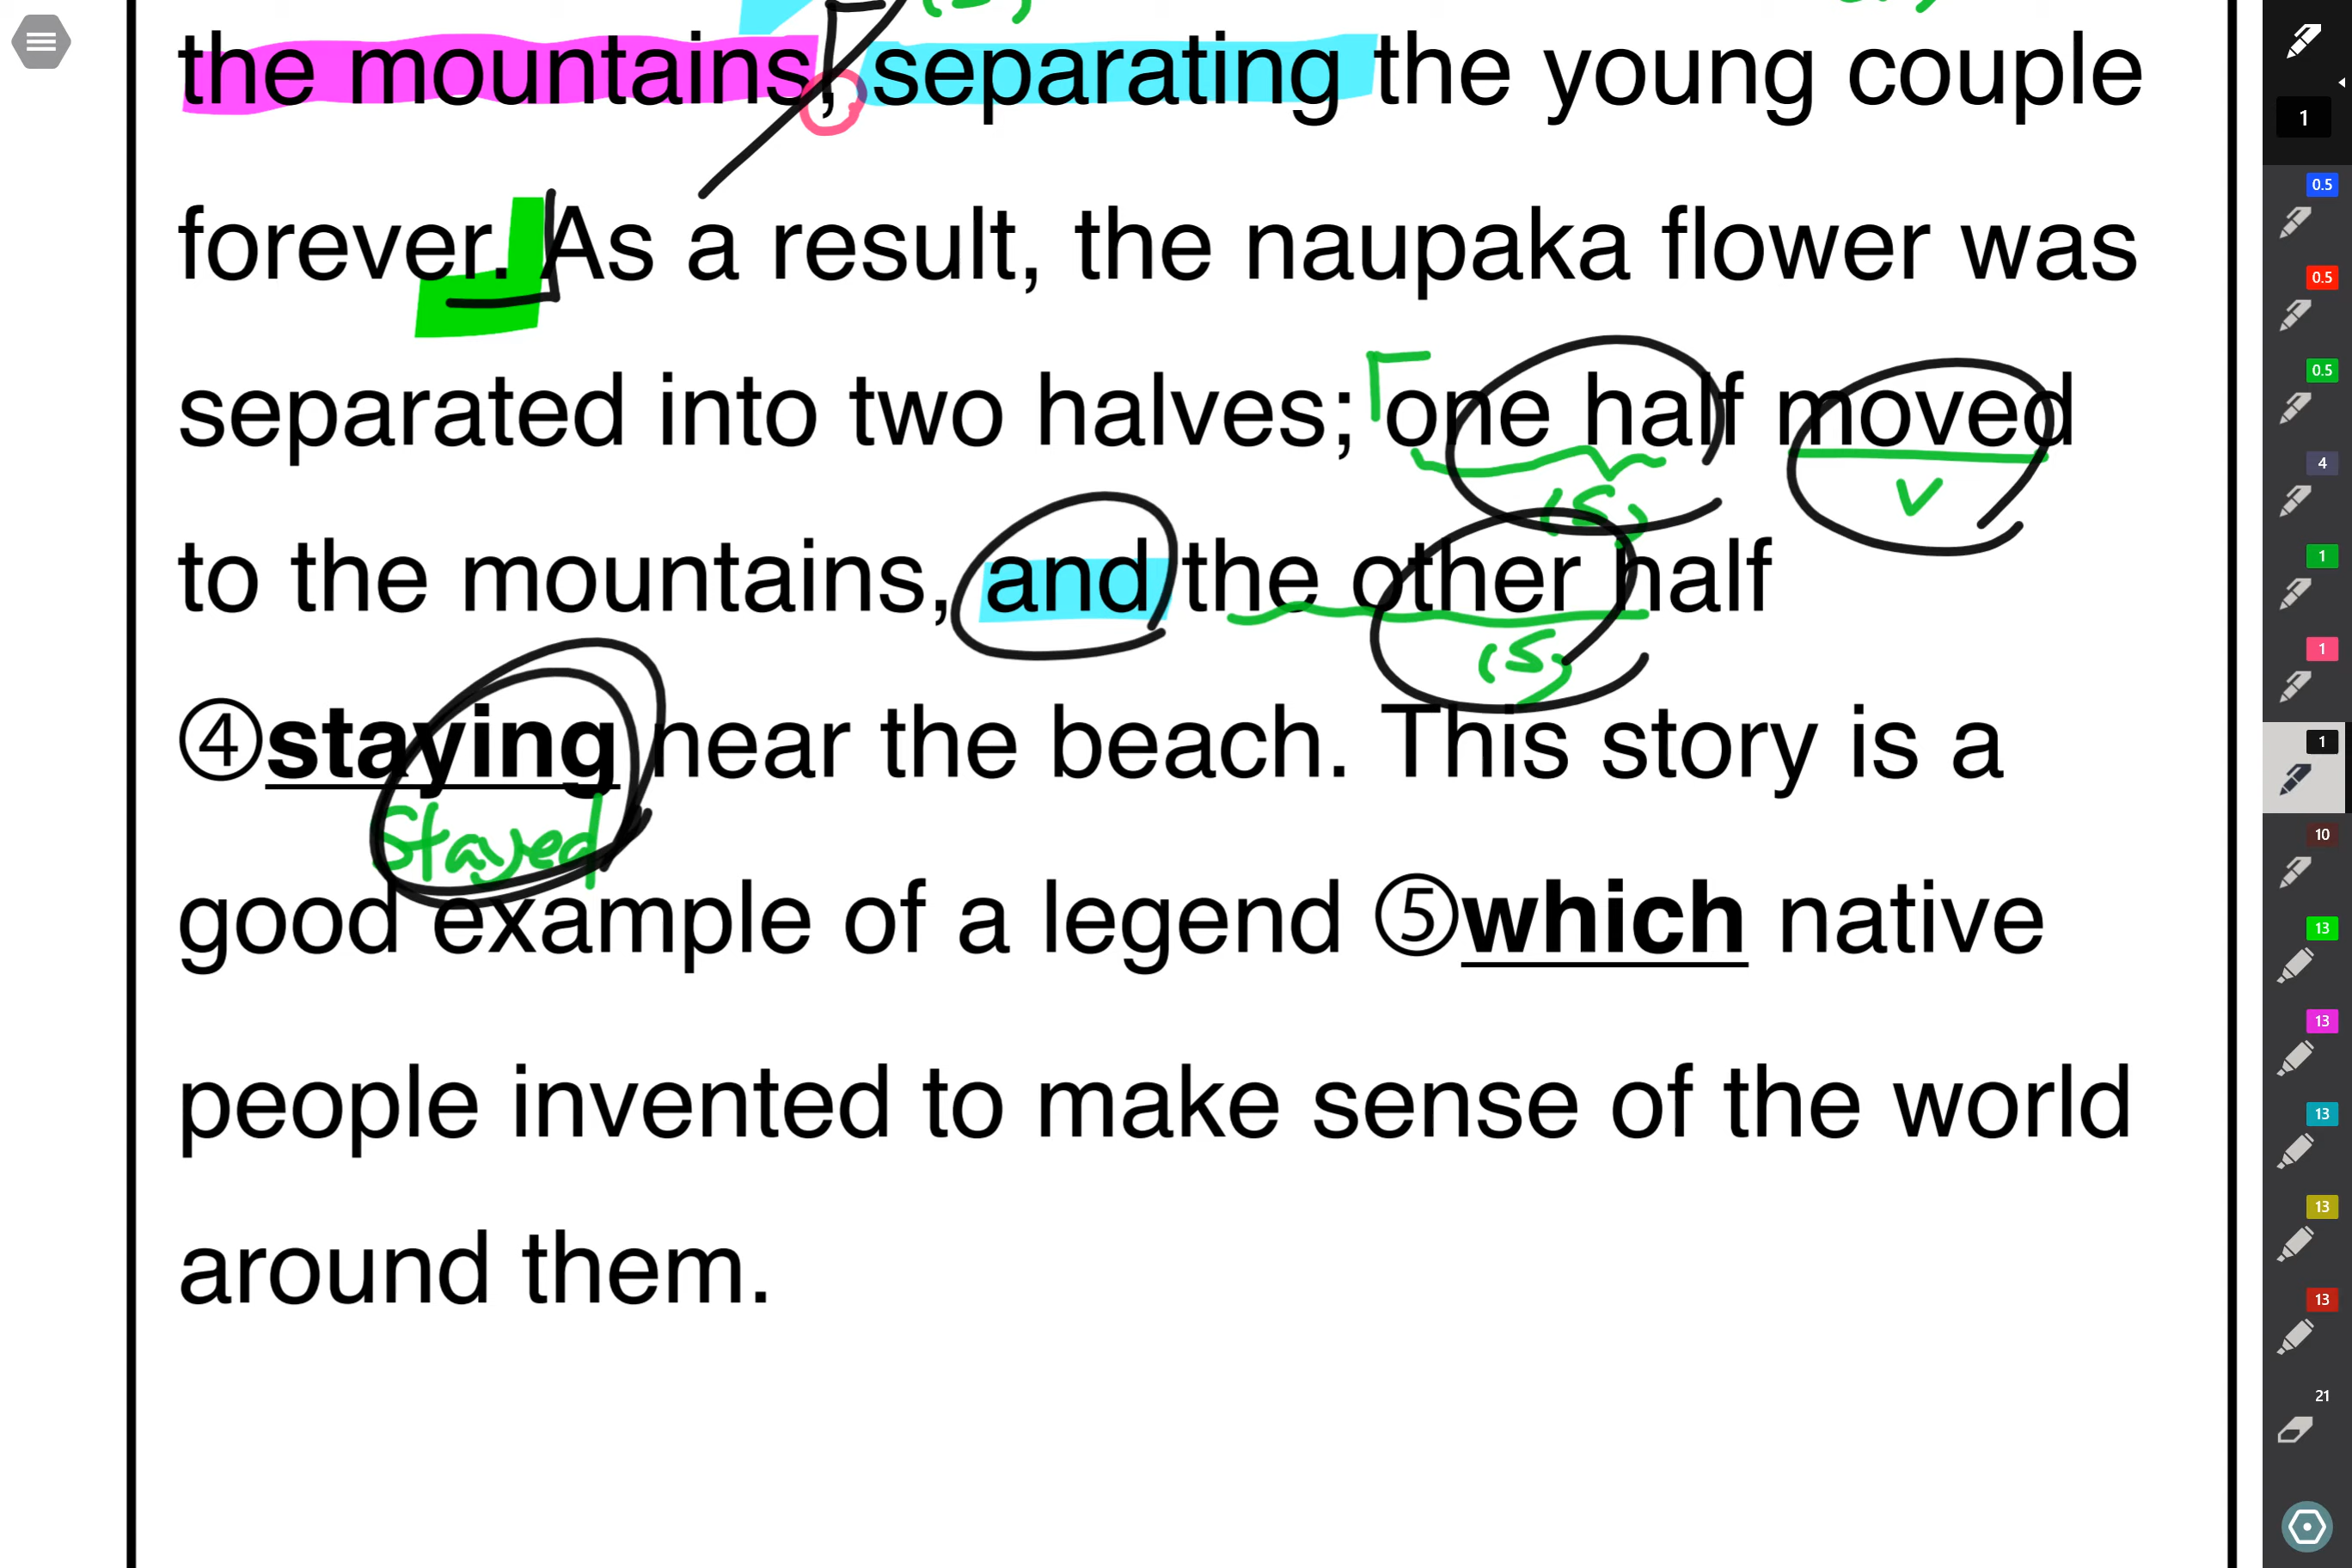 (S)
the mountains, separating the young couple
forever. As a result, the naupaka flower was
separated into two halves; one half moved
(S) v
to the mountains, and the other half
(S)
④staying near the beach. This story is a
stayed
good example of a legend ⑤which native
people invented to make sense of the world
around them.
1
0.5
0.5
0.5
4
1
1
1
10
13
13
13
13
13
21